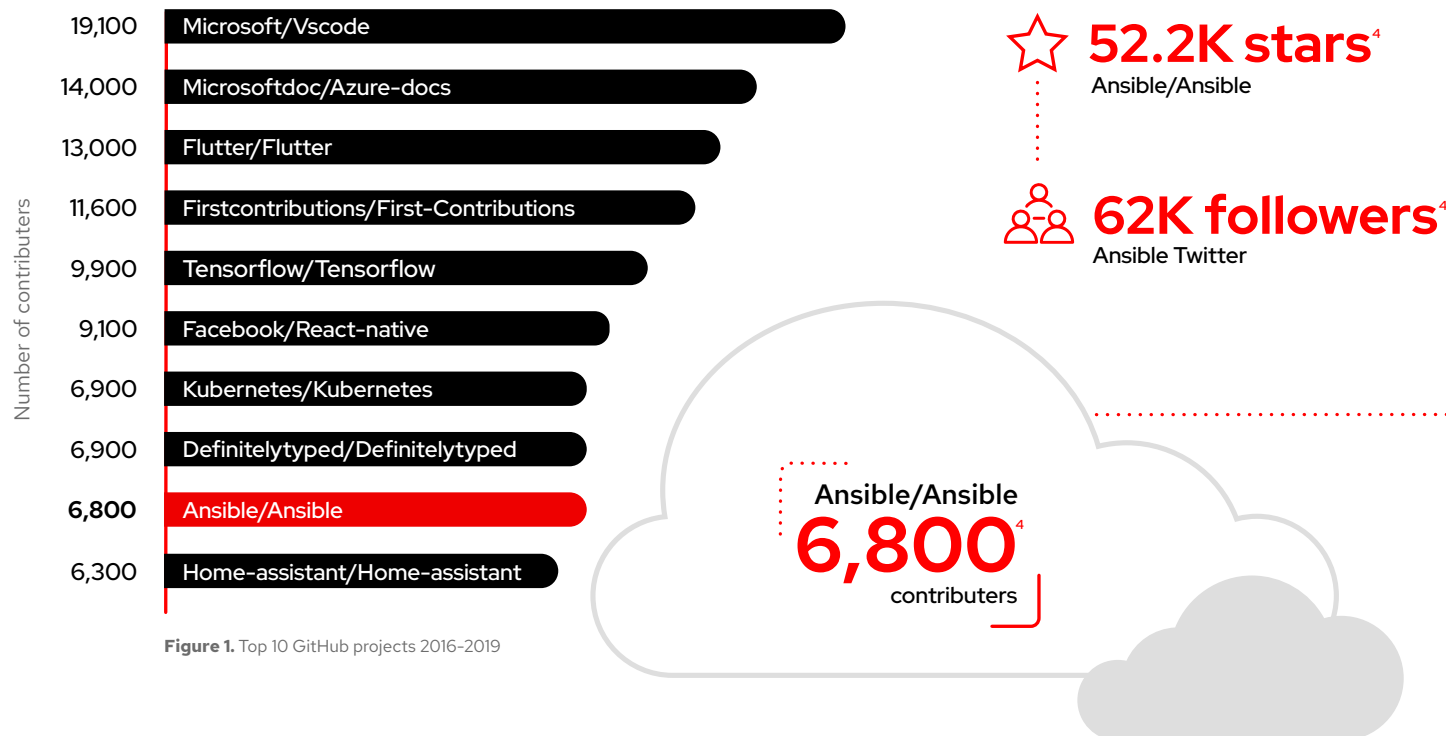 19,100 Microsoft/Vscode
14,000 Microsoftdoc/Azure-docs
13,000 Flutter/Flutter
11,600 Firstcontributions/First-Contributions
9,900 Tensorflow/Tensorflow
9,100 Facebook/React-native
6,900 Kubernetes/Kubernetes
6,900 Definitelytyped/Definitelytyped
6,800 Ansible/Ansible
6,300 Home-assistant/Home-assistant
Number of contributers
Figure 1. Top 10 GitHub projects 2016-2019
52.2K stars⁴
Ansible/Ansible
62K followers⁴
Ansible Twitter
Ansible/Ansible
6,800⁴
contributers